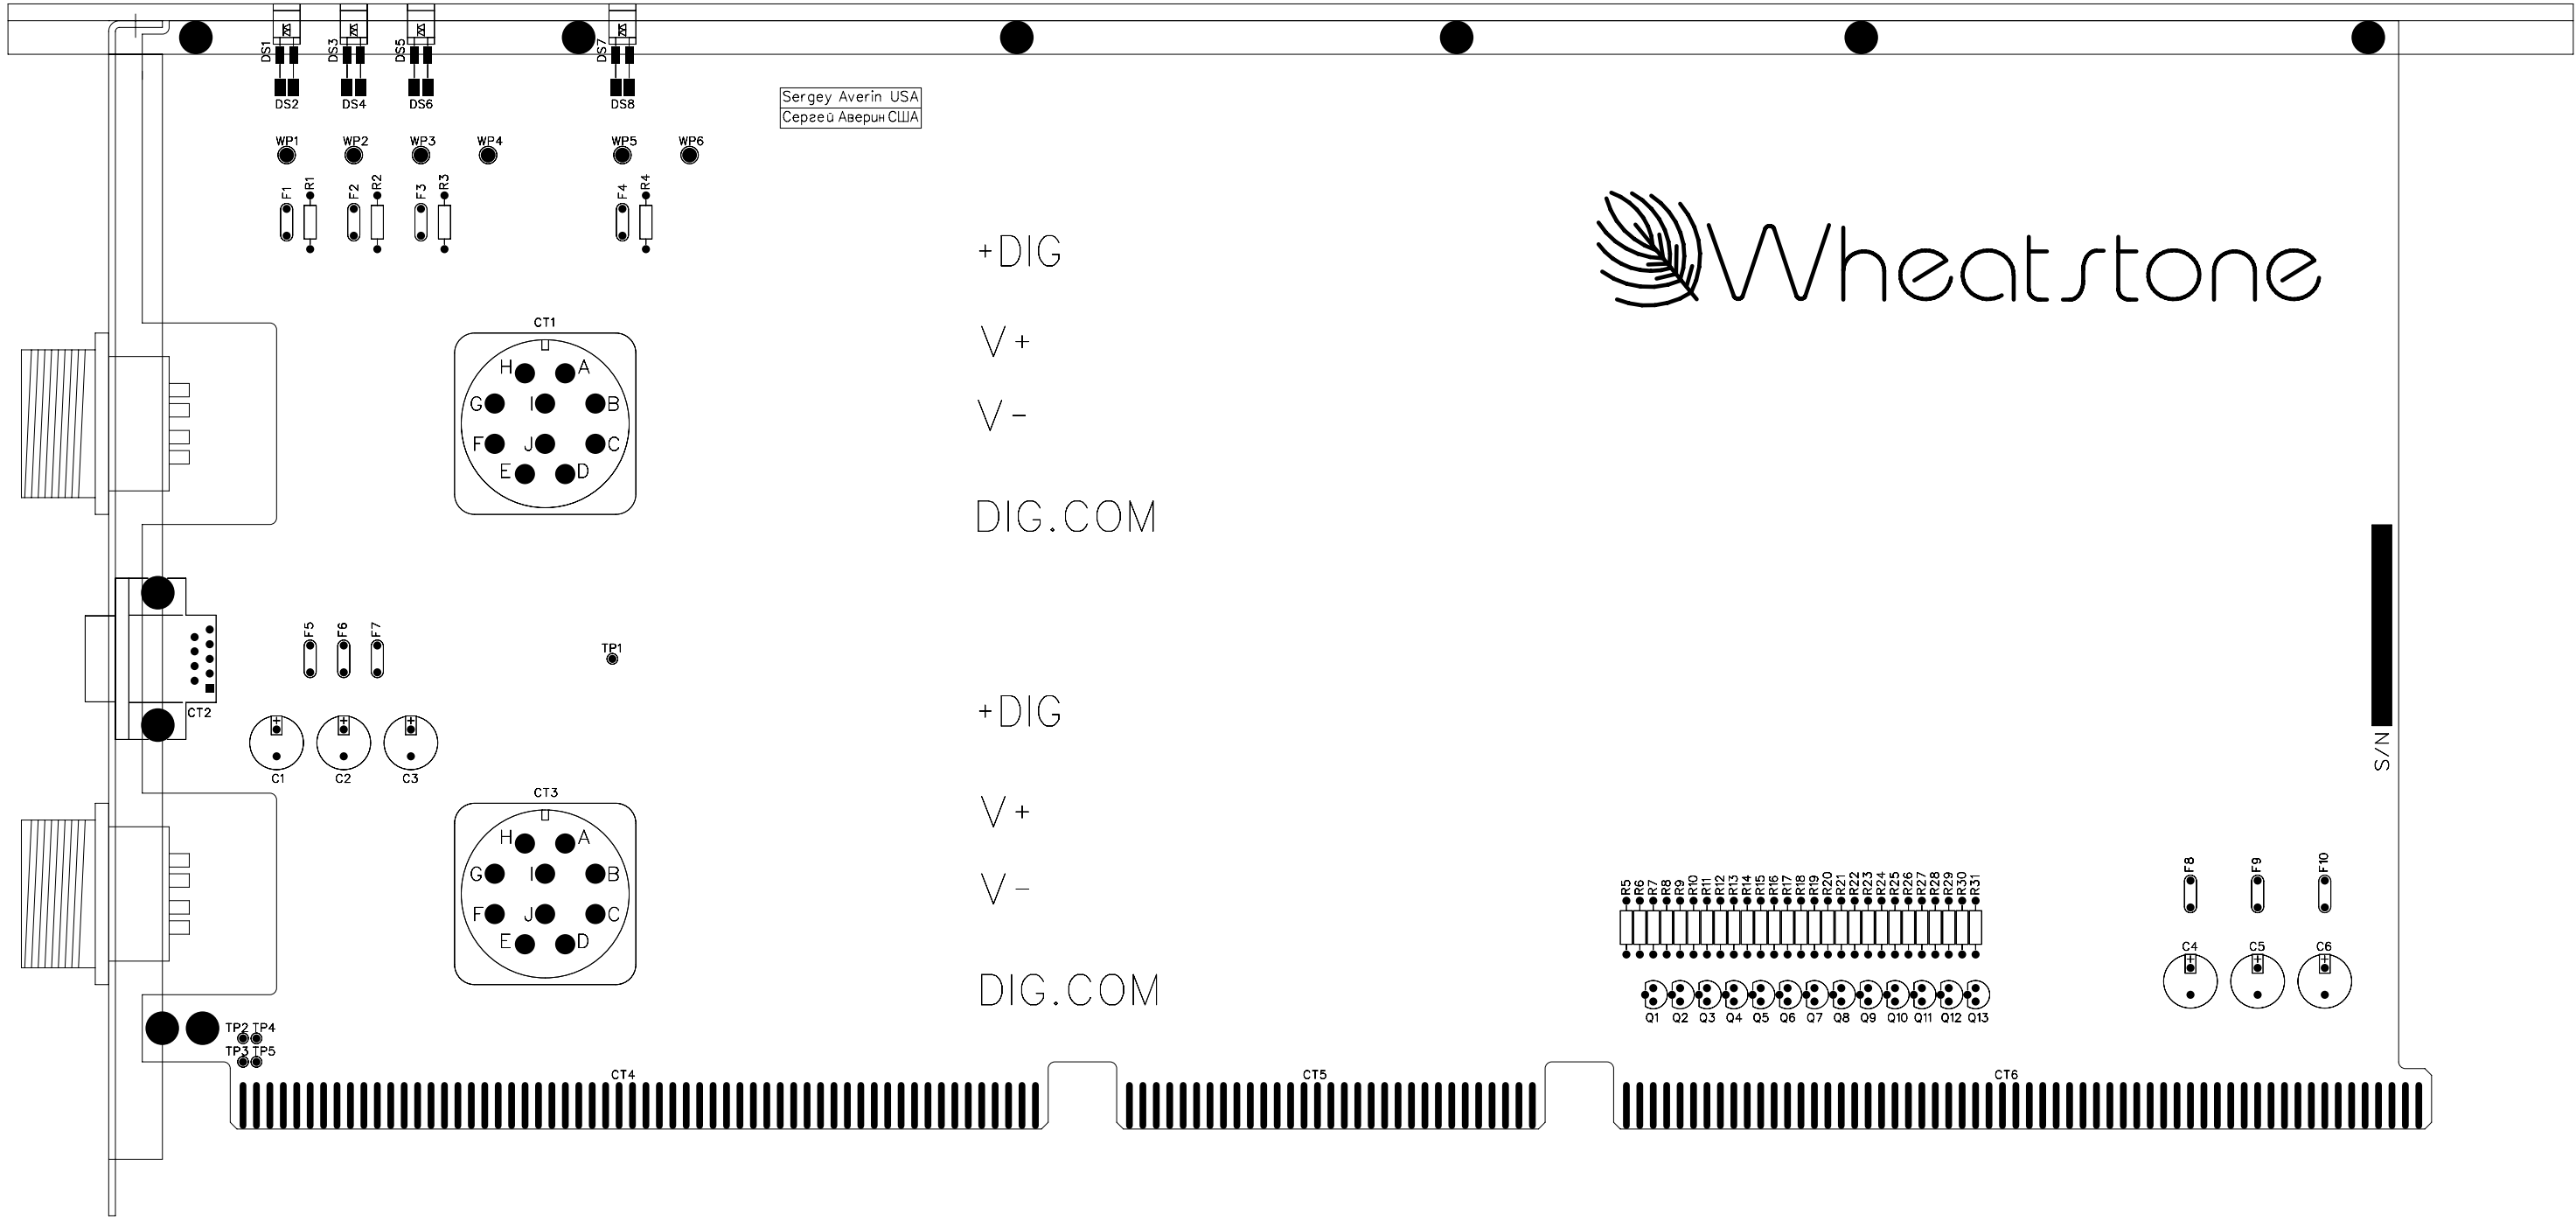 DS1 DS3 DS5 DS7
DS2 DS4 DS6 DS8
Sergey Averin USA
Сергей Аверин США
WP1 WP2 WP3 WP4 WP5 WP6
F1 R1 F2 R2 F3 R3 F4 R4
Wheatstone
+DIG
V+
V-
DIG.COM
CT1
H A
G I B
F J C
E D
F5 F6 F7
TP1
CT2
C1 C2 C3
S/N
+DIG
V+
V-
DIG.COM
CT3
H A
G I B
F J C
E D
R5 R6 R7 R8 R9 R10 R11 R12 R13 R14 R15 R16 R17 R18 R19 R20 R21 R22 R23 R24 R25 R26 R27 R28 R29 R30 R31
F8 F9 F10
C4 C5 C6
Q1 Q2 Q3 Q4 Q5 Q6 Q7 Q8 Q9 Q10 Q11 Q12 Q13
TP2 TP4
TP3 TP5
CT4 CT5 CT6